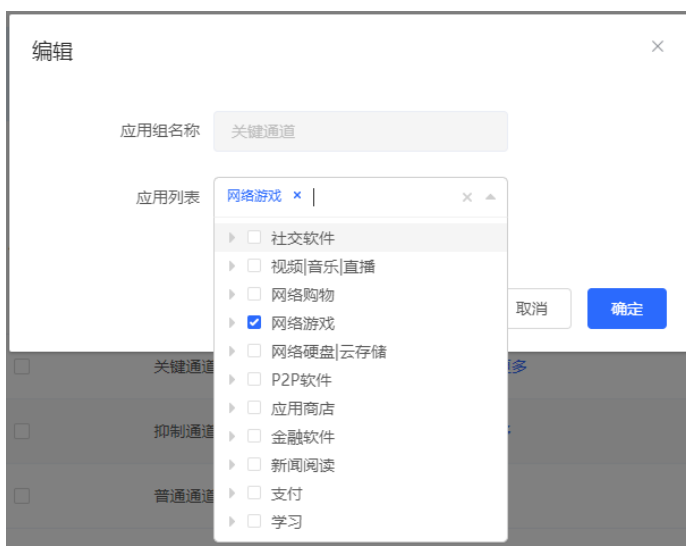 编辑
应用组名称 关键通道
应用列表 网络游戏
社交软件
视频|音乐|直播
网络购物
网络游戏
取消 确定
网络硬盘|云存储
关键通道
P2P软件
应用商店
抑制通道
金融软件
新闻阅读
普通通道
支付
学习